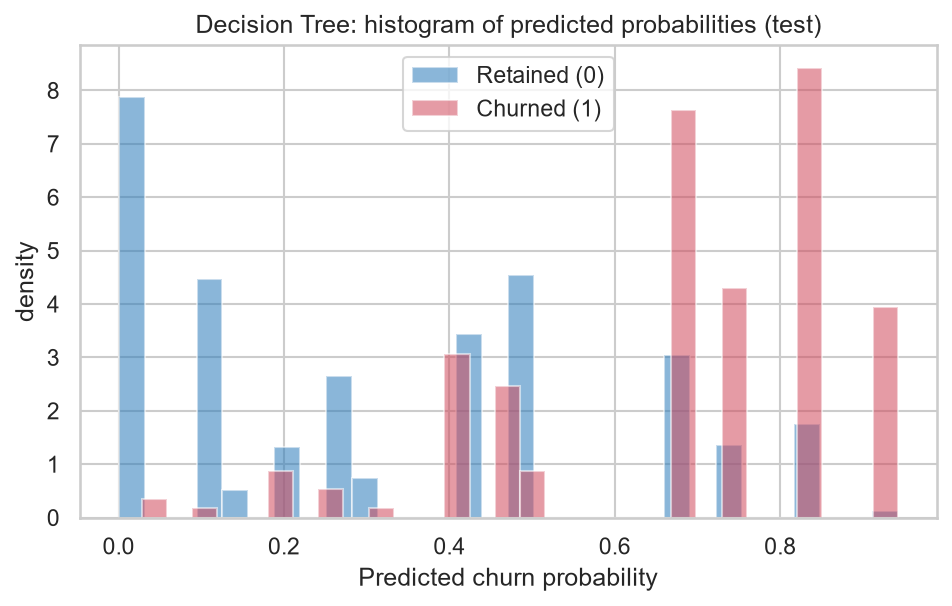 Decision Tree: histogram of predicted probabilities (test)
Retained (0)
Churned (1)
density
8
7
6
5
4
3
2
1
0
0.0 0.2 0.4 0.6 0.8
Predicted churn probability